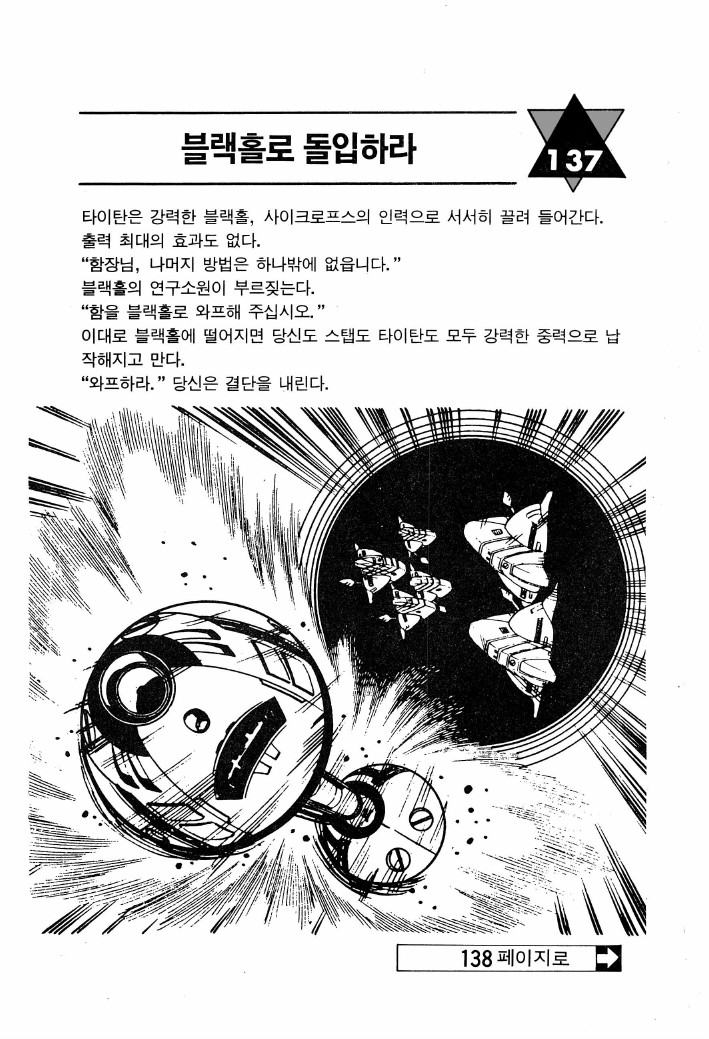 블랙홀로 돌입하라
137
타이탄은 강력한 블랙홀, 사이크로프스의 인력으로 서서히 끌려 들어간다.
출력 최대의 효과도 없다.
“함장님, 나머지 방법은 하나밖에 없읍니다.”
블랙홀의 연구소원이 부르짖는다.
“함을 블랙홀로 와프해 주십시오.”
이대로 블랙홀에 떨어지면 당신도 스탭도 타이탄도 모두 강력한 중력으로 납
작해지고 만다.
“와프하라.” 당신은 결단을 내린다.
138 페이지로